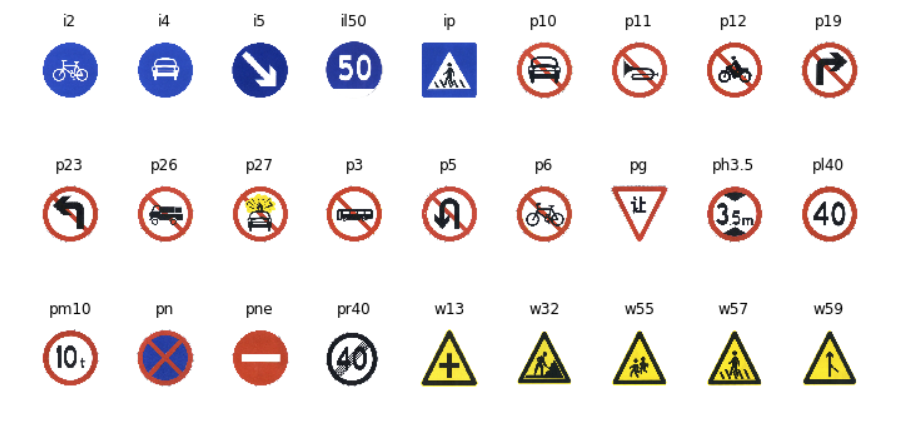 i2 i4 i5 il50 ip p10 p11 p12 p19
50
p23 p26 p27 p3 p5 p6 pg ph3.5 pl40
让 3.5m 40
pm10 pn pne pr40 w13 w32 w55 w57 w59
10t 40